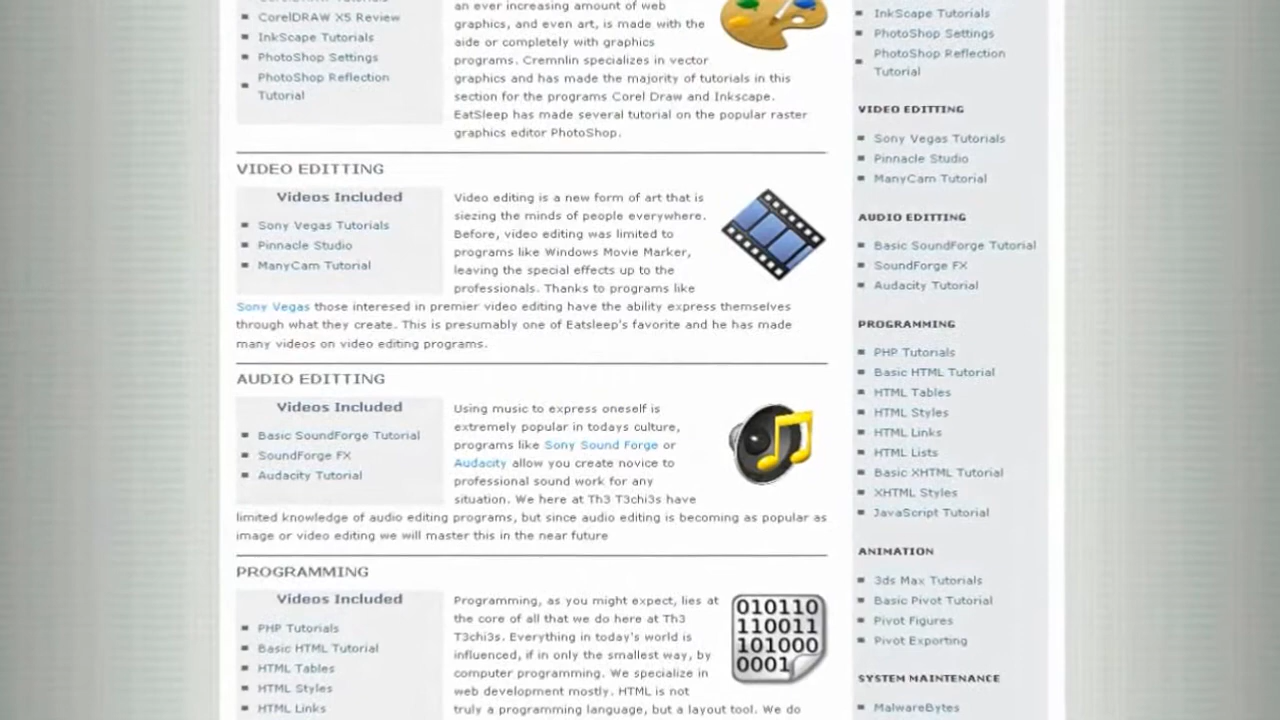 CorelDRAW X5 Review
InkScape Tutorials
PhotoShop Settings
PhotoShop Reflection
Tutorial
an ever increasing amount of web
graphics, and even art, is made with the
aide or completely with graphics
programs. Cremnlin specializes in vector
graphics and has made the majority of tutorials in this
section for the programs Corel Draw and Inkscape.
EatSleep has made several tutorial on the popular raster
graphics editor PhotoShop.
VIDEO EDITTING
Videos Included
Sony Vegas Tutorials
Pinnacle Studio
ManyCam Tutorial
Video editing is a new form of art that is
siezing the minds of people everywhere.
Before, video editing was limited to
programs like Windows Movie Marker,
leaving the special effects up to the
professionals. Thanks to programs like
Sony Vegas those interesed in premier video editing have the ability express themselves
through what they create. This is presumably one of Eatsleep's favorite and he has made
many videos on video editing programs.
AUDIO EDITTING
Videos Included
Basic SoundForge Tutorial
SoundForge FX
Audacity Tutorial
Using music to express oneself is
extremely popular in todays culture,
programs like Sony Sound Forge or
Audacity allow you create novice to
professional sound work for any
situation. We here at Th3 T3chi3s have
limited knowledge of audio editing programs, but since audio editing is becoming as popular as
image or video editing we will master this in the near future
PROGRAMMING
Videos Included
PHP Tutorials
Basic HTML Tutorial
HTML Tables
HTML Styles
HTML Links
Programming, as you might expect, lies at
the core of all that we do here at Th3
T3chi3s. Everything in today's world is
influenced, if in only the smallest way, by
computer programming. We specialize in
web development mostly. HTML is not
truly a programming language, but a layout tool. We do
010110
110011
101000
0001
InkScape Tutorials
PhotoShop Settings
PhotoShop Reflection
Tutorial
VIDEO EDITTING
Sony Vegas Tutorials
Pinnacle Studio
ManyCam Tutorial
AUDIO EDITTING
Basic SoundForge Tutorial
SoundForge FX
Audacity Tutorial
PROGRAMMING
PHP Tutorials
Basic HTML Tutorial
HTML Tables
HTML Styles
HTML Links
HTML Lists
Basic XHTML Tutorial
XHTML Styles
JavaScript Tutorial
ANIMATION
3ds Max Tutorials
Basic Pivot Tutorial
Pivot Figures
Pivot Exporting
SYSTEM MAINTENANCE
MalwareBytes